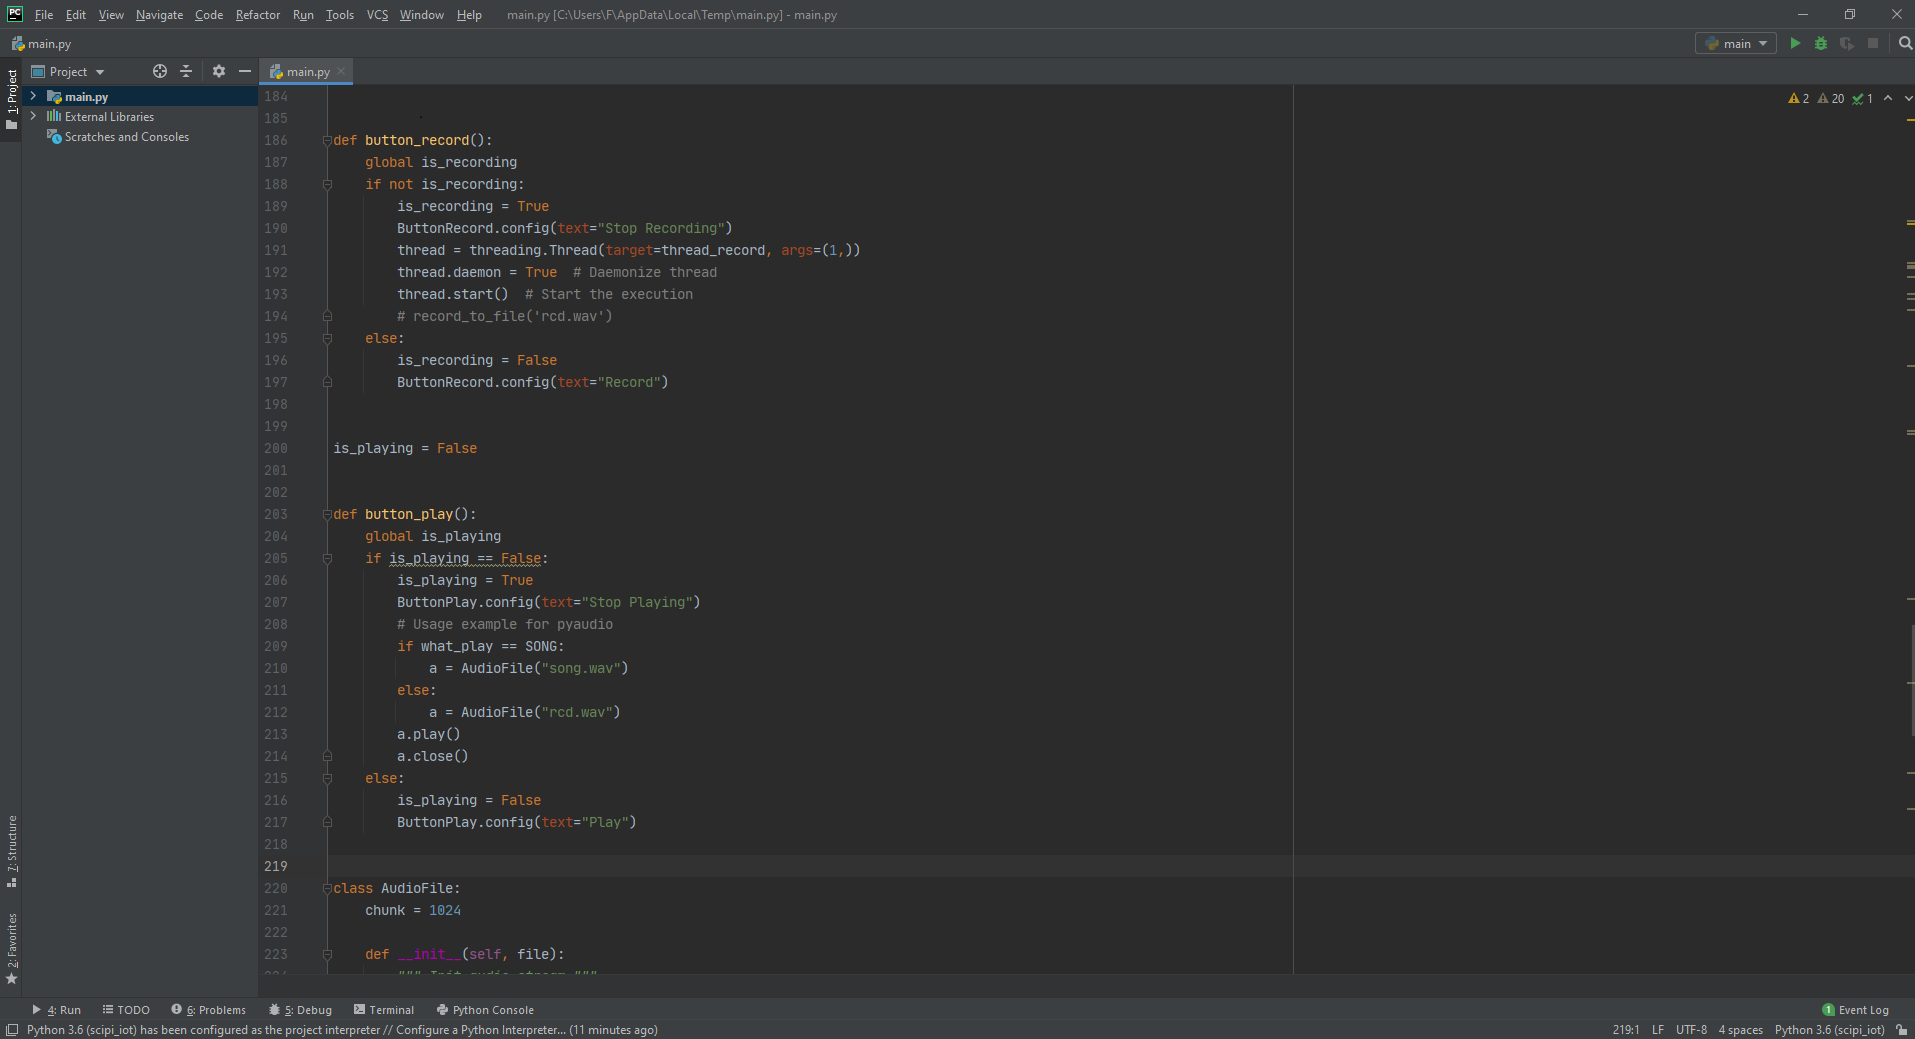 PC File Edit View Navigate Code Refactor Run Tools VCS Window Help main.py [C:\Users\F\AppData\Local\Temp\main.py] - main.py
main.py main
1: Project
Project
main.py
External Libraries
Scratches and Consoles
7: Structure
2: Favorites
main.py
2 20 1
184
185
186 def button_record():
187     global is_recording
188     if not is_recording:
189         is_recording = True
190         ButtonRecord.config(text="Stop Recording")
191         thread = threading.Thread(target=thread_record, args=(1,))
192         thread.daemon = True  # Daemonize thread
193         thread.start()  # Start the execution
194         # record_to_file('rcd.wav')
195     else:
196         is_recording = False
197         ButtonRecord.config(text="Record")
198
199
200 is_playing = False
201
202
203 def button_play():
204     global is_playing
205     if is_playing == False:
206         is_playing = True
207         ButtonPlay.config(text="Stop Playing")
208         # Usage example for pyaudio
209         if what_play == SONG:
210             a = AudioFile("song.wav")
211         else:
212             a = AudioFile("rcd.wav")
213         a.play()
214         a.close()
215     else:
216         is_playing = False
217         ButtonPlay.config(text="Play")
218
219
220 class AudioFile:
221     chunk = 1024
222
223     def __init__(self, file):
224         """ Init audio stream """
4: Run TODO 6: Problems 5: Debug Terminal Python Console 1 Event Log
Python 3.6 (scipi_iot) has been configured as the project interpreter // Configure a Python Interpreter... (11 minutes ago) 219:1 LF UTF-8 4 spaces Python 3.6 (scipi_iot)